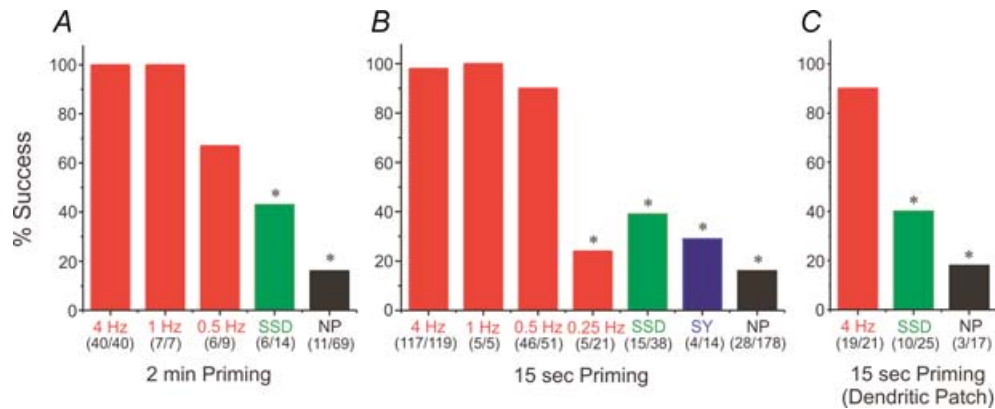 A
B
C
% Success
100
80
60
40
20
0
*
*
4 Hz 1 Hz 0.5 Hz SSD NP
(40/40) (7/7) (6/9) (6/14) (11/69)
2 min Priming
100
80
60
40
20
0
*
*
*
*
4 Hz 1 Hz 0.5 Hz 0.25 Hz SSD SY NP
(117/119) (5/5) (46/51) (5/21) (15/38) (4/14) (28/178)
15 sec Priming
100
80
60
40
20
0
*
*
4 Hz SSD NP
(19/21) (10/25) (3/17)
15 sec Priming
(Dendritic Patch)